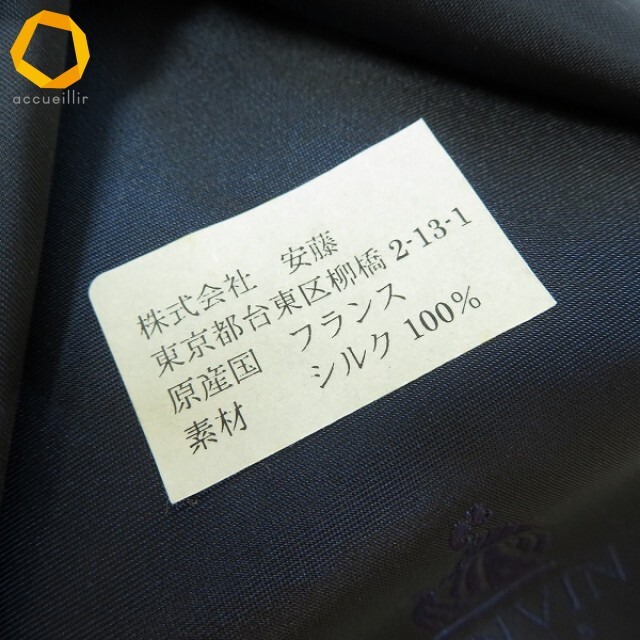 accueillir
株式会社　安藤
東京都台東区柳橋 2-13-1
原産国　フランス
素材　　シルク 100%